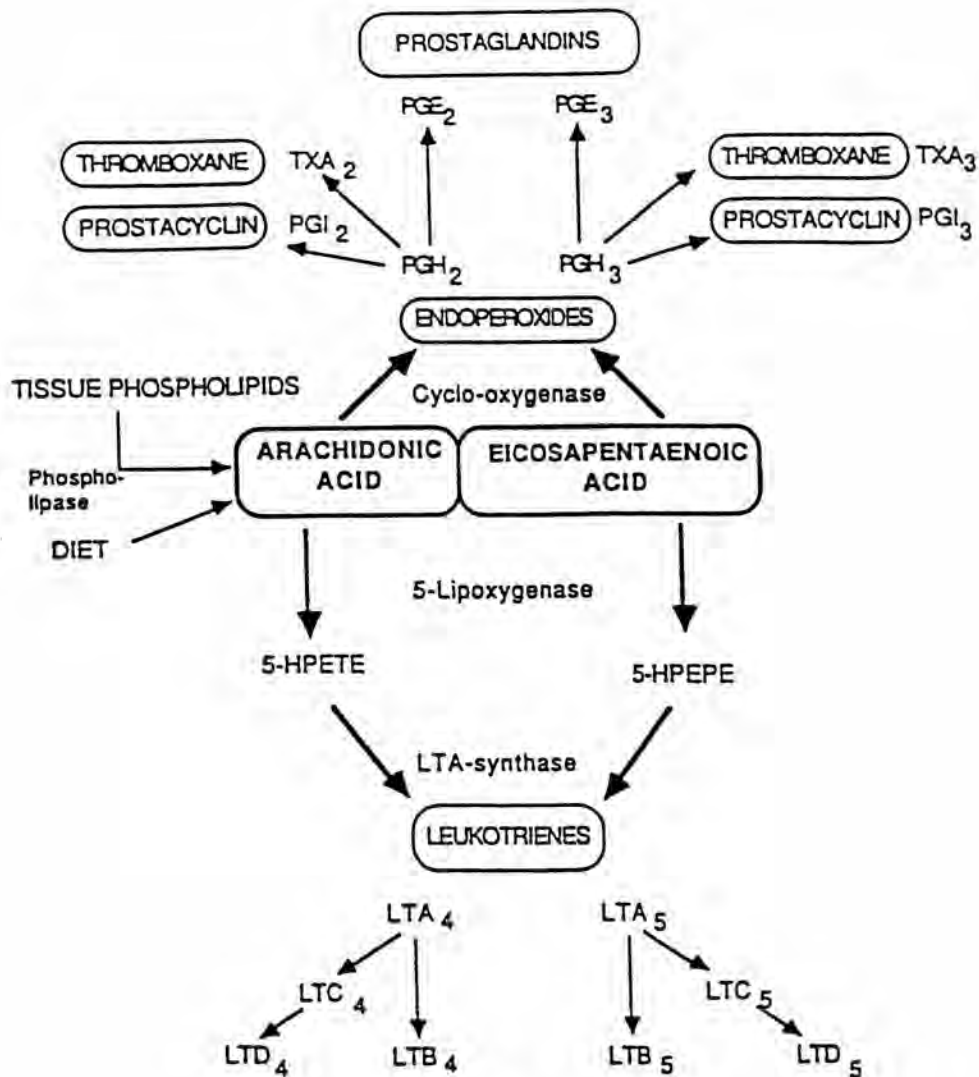 PROSTAGLANDINS
PGE2 PGE3
THROMBOXANE TXA2 THROMBOXANE TXA3
PROSTACYCLIN PGI2 PROSTACYCLIN PGI3
PGH2 PGH3
ENDOPEROXIDES
TISSUE PHOSPHOLIPIDS
Cyclo-oxygenase
ARACHIDONIC
ACID
EICOSAPENTAENOIC
ACID
Phospho-
lipase
DIET
5-Lipoxygenase
5-HPETE 5-HPEPE
LTA-synthase
LEUKOTRIENES
LTA4 LTA5
LTC4 LTC5
LTD4 LTB4 LTB5 LTD5